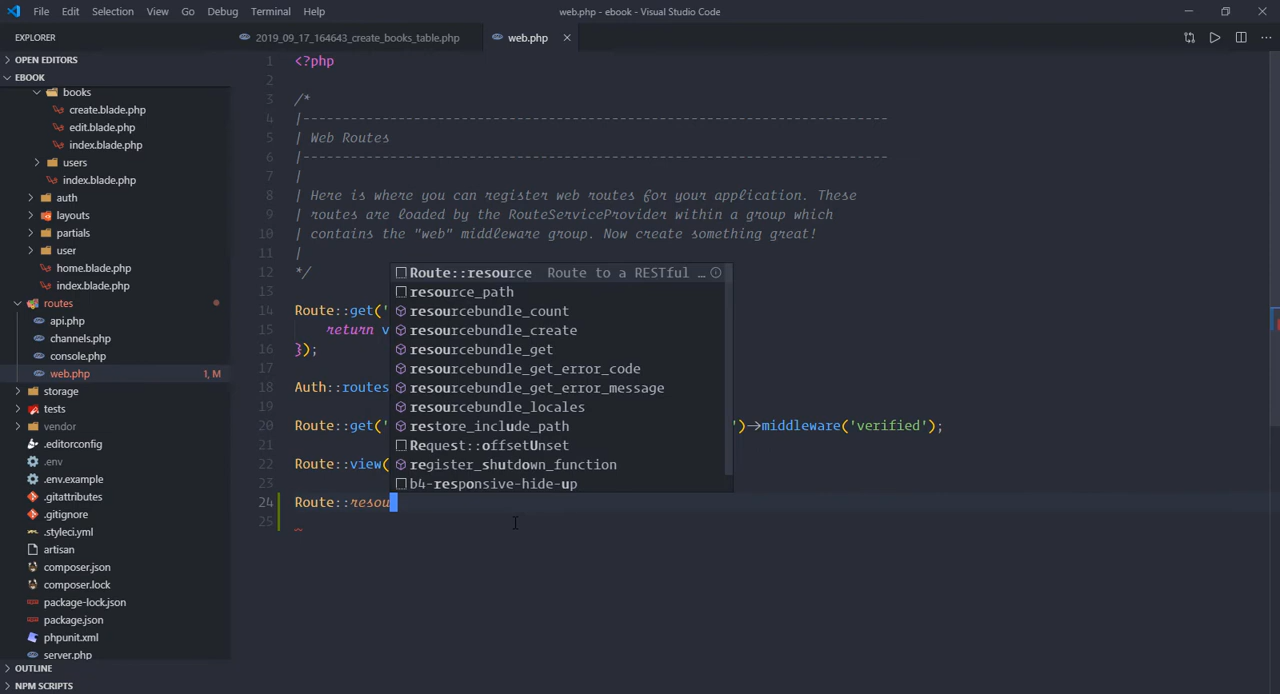 File Edit Selection View Go Debug Terminal Help
web.php - ebook - Visual Studio Code
EXPLORER
OPEN EDITORS
EBOOK
books
create.blade.php
edit.blade.php
index.blade.php
users
index.blade.php
auth
layouts
partials
user
home.blade.php
index.blade.php
routes
api.php
channels.php
console.php
web.php 1, M
storage
tests
vendor
.editorconfig
.env
.env.example
.gitattributes
.gitignore
.styleci.yml
artisan
composer.json
composer.lock
package-lock.json
package.json
phpunit.xml
server.php
OUTLINE
NPM SCRIPTS
2019_09_17_164643_create_books_table.php
web.php
1 <?php
2
3 /*
4 |--------------------------------------------------------------------------
5 | Web Routes
6 |--------------------------------------------------------------------------
7 |
8 | Here is where you can register web routes for your application. These
9 | routes are loaded by the RouteServiceProvider within a group which
10 | contains the "web" middleware group. Now create something great!
11 |
12 */
13
14 Route::get('
15 return v
16 });
17
18 Auth::routes
19
20 Route::get(' ')->middleware('verified');
21
22 Route::view(
23
24 Route::resou
25
Route::resource Route to a RESTful …
resource_path
resourcebundle_count
resourcebundle_create
resourcebundle_get
resourcebundle_get_error_code
resourcebundle_get_error_message
resourcebundle_locales
restore_include_path
Request::offsetUnset
register_shutdown_function
b4-responsive-hide-up